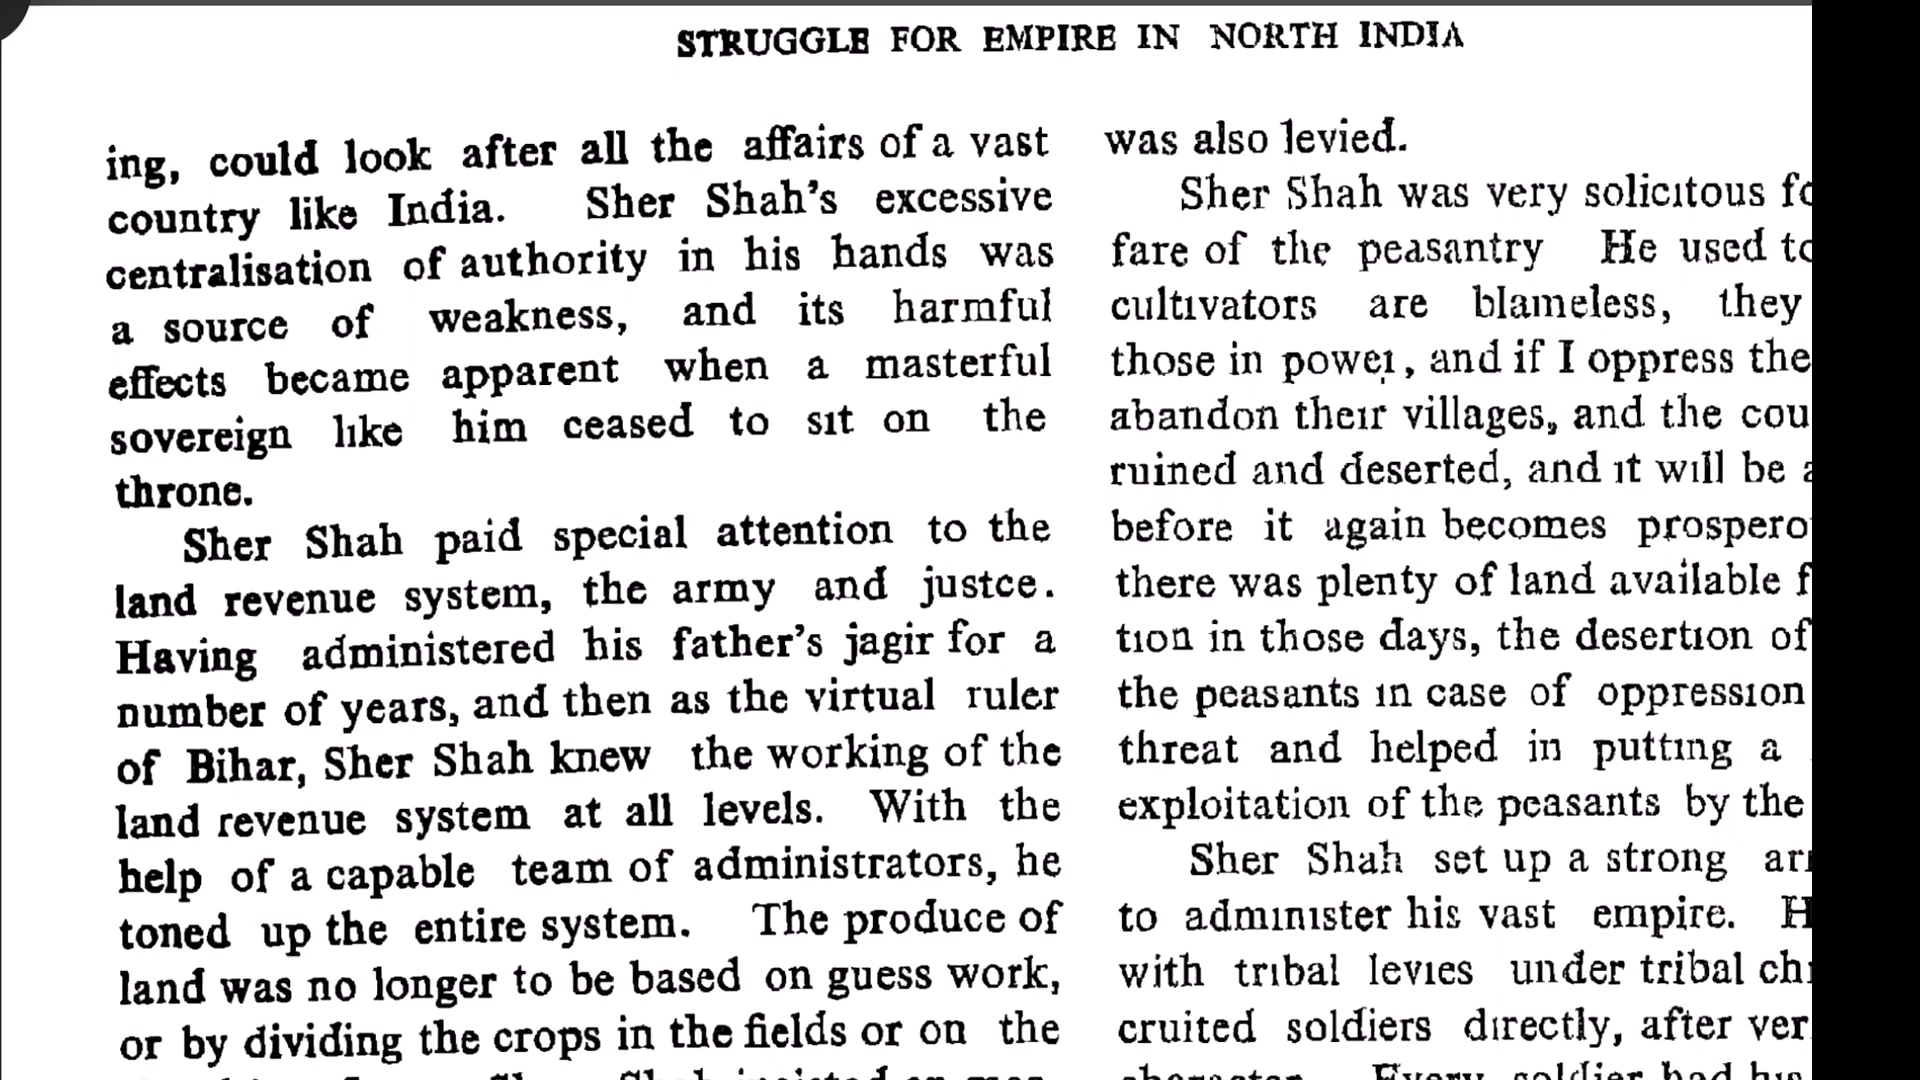 STRUGGLE FOR EMPIRE IN NORTH INDIA
ing, could look after all the affairs of a vast
country like India. Sher Shah's excessive
centralisation of authority in his hands was
a source of weakness, and its harmful
effects became apparent when a masterful
sovereign like him ceased to sit on the
throne.
Sher Shah paid special attention to the
land revenue system, the army and justce.
Having administered his father's jagir for a
number of years, and then as the virtual ruler
of Bihar, Sher Shah knew the working of the
land revenue system at all levels. With the
help of a capable team of administrators, he
toned up the entire system. The produce of
land was no longer to be based on guess work,
or by dividing the crops in the fields or on the
was also levied.
Sher Shah was very solicitous
fare of the peasantry He used
cultivators are blameless, they
those in power, and if I oppress
abandon their villages, and the
ruined and deserted, and it will be
before it again becomes
there was plenty of land available
tion in those days, the desertion of
the peasants in case of oppression
threat and helped in putting a
exploitation of the peasants by the
Sher Shah set up a strong
to administer his vast empire.
with tribal levies under tribal
cruited soldiers directly, after